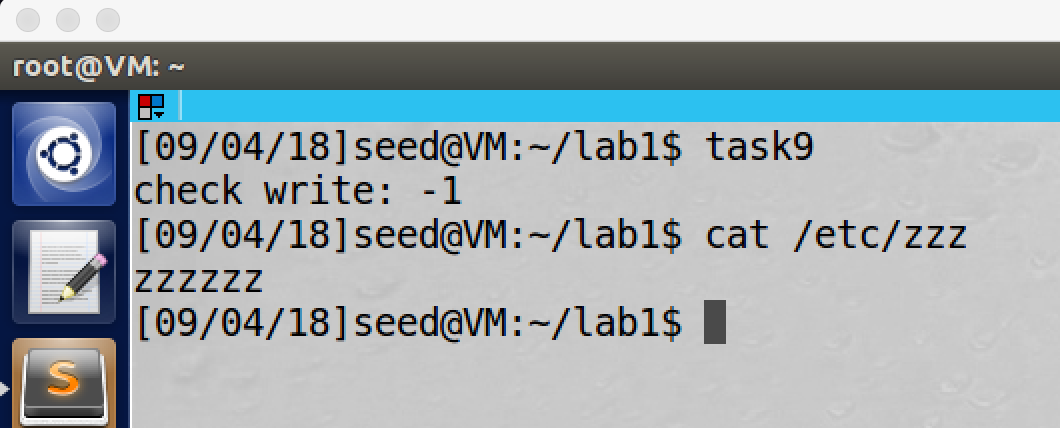 root@VM: ~
[09/04/18]seed@VM:~/lab1$ task9
check write: -1
[09/04/18]seed@VM:~/lab1$ cat /etc/zzz
zzzzzz
[09/04/18]seed@VM:~/lab1$